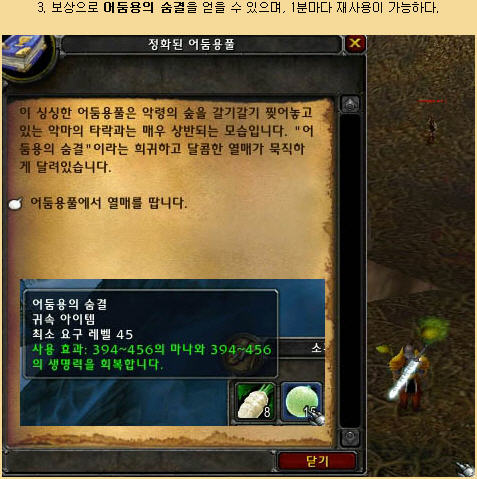 3. 보상으로 어둠용의 숨결을 얻을 수 있으며, 1분마다 재사용이 가능하다.
정화된 어둠용풀
이 싱싱한 어둠용풀은 악령의 숲을 갈기갈기 찢어놓고
있는 악마의 타락과는 매우 상반되는 모습입니다. "어
둠용의 숨결"이라는 희귀하고 달콤한 열매가 묵직하
게 달려있습니다.
어둠용풀에서 열매를 땁니다.
어둠용의 숨결
귀속 아이템
최소 요구 레벨 45
사용 효과: 394~456의 마나와 394~456
의 생명력을 회복합니다.
소
8
15
닫기